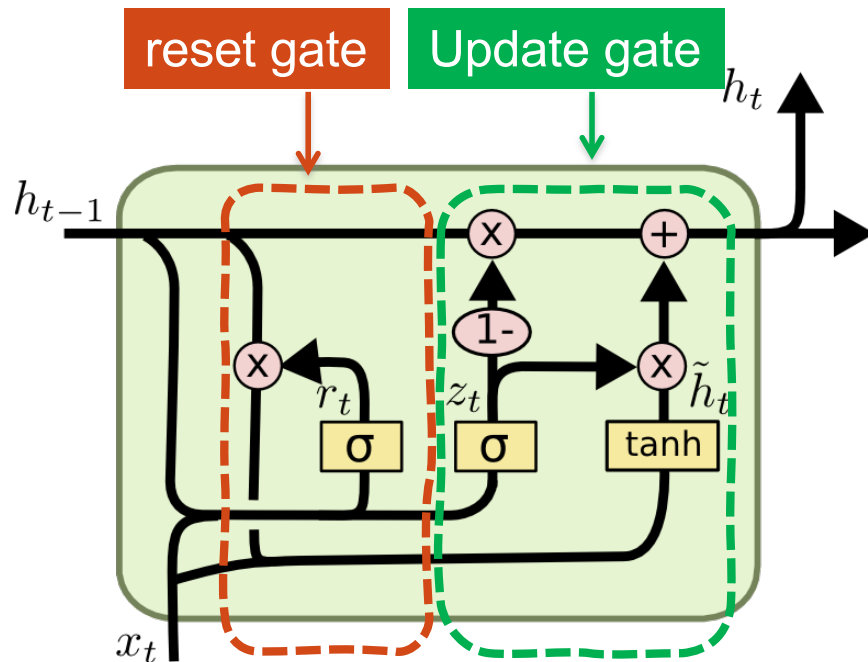 reset gate
Update gate
h_t
h_{t-1}
x
+
1-
x
x
r_t
z_t
h̃_t
σ
σ
tanh
x_t